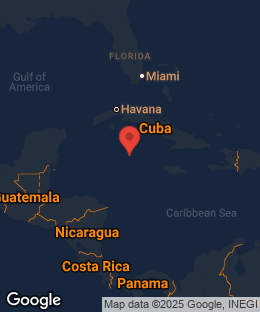 FLORIDA
Miami
Gulf of
America
Havana
Cuba
Guatemala
Caribbean Sea
Nicaragua
Costa Rica
Panama
Google
Map data ©2025 Google, INEGI